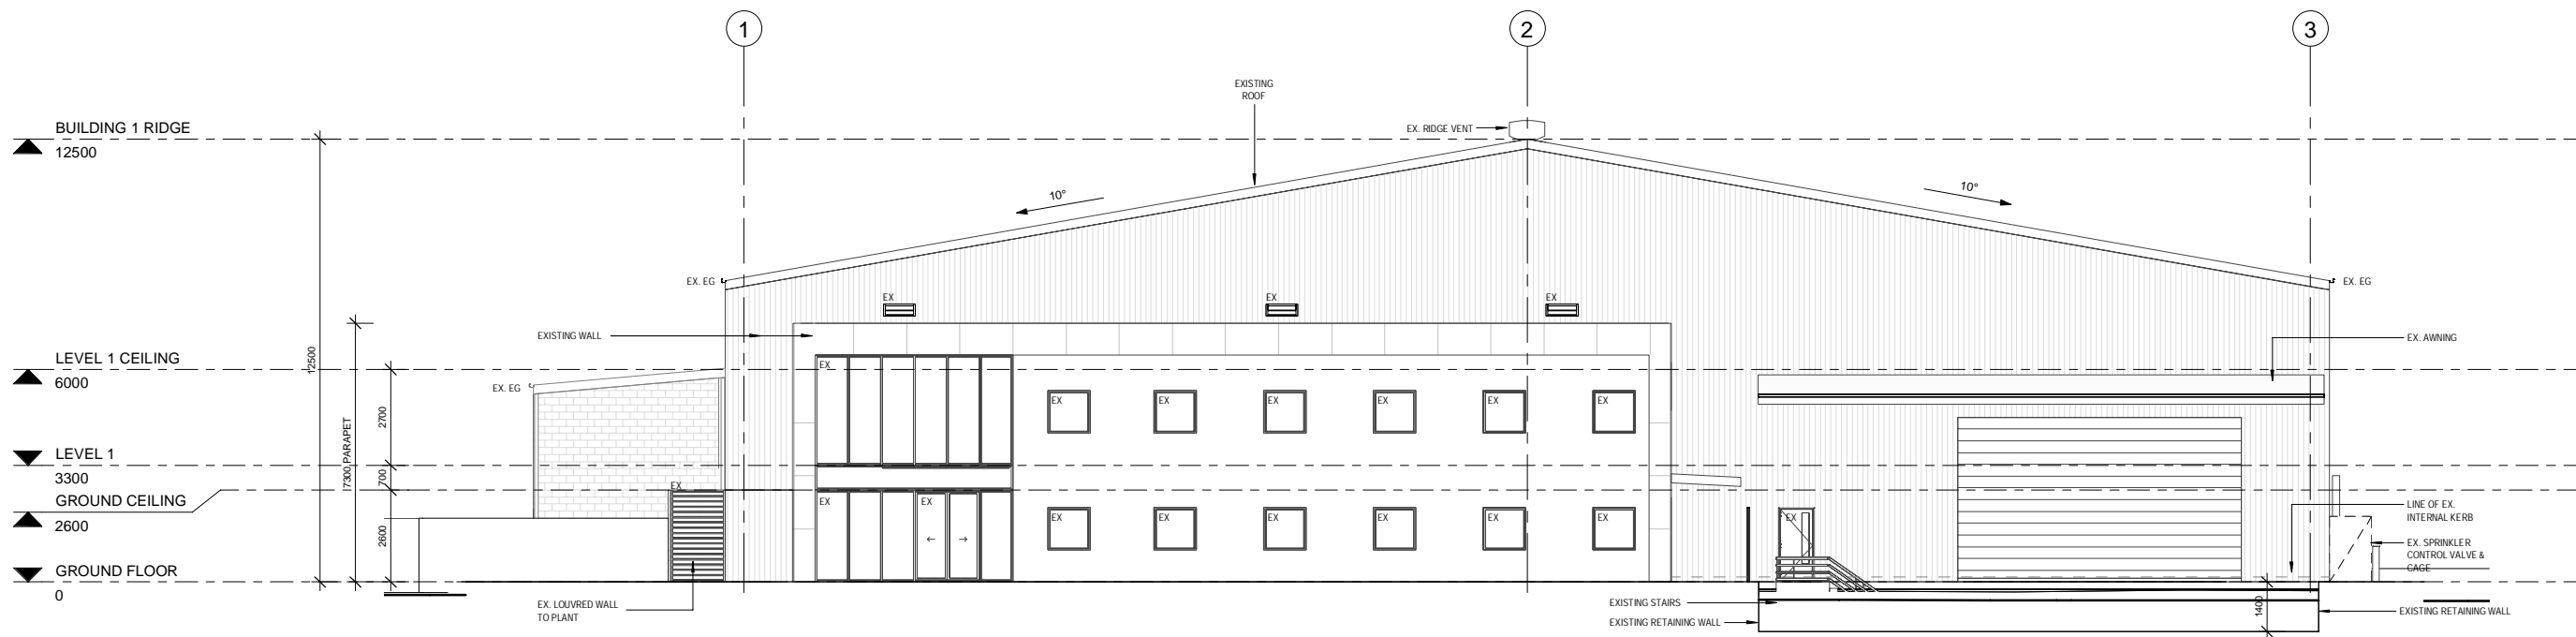 1
2
3
EXISTING
ROOF
EX. RIDGE VENT
BUILDING 1 RIDGE
12500
10°
10°
EX. EG
EX. EG
EX
EX
EX
EXISTING WALL
EX. AWNING
12500
7300 PARAPET
LEVEL 1 CEILING
6000
EX. EG
2700
EX
EX
EX
EX
EX
EX
EX
LEVEL 1
3300
700
GROUND CEILING
2600
EX
EX
EX
EX
EX
EX
EX
EX
EX
EX
2600
LINE OF EX.
INTERNAL KERB
EX. SPRINKLER
CONTROL VALVE &
CAGE
GROUND FLOOR
0
EX. LOUVRED WALL
TO PLANT
EXISTING STAIRS
EXISTING RETAINING WALL
1400
EXISTING RETAINING WALL